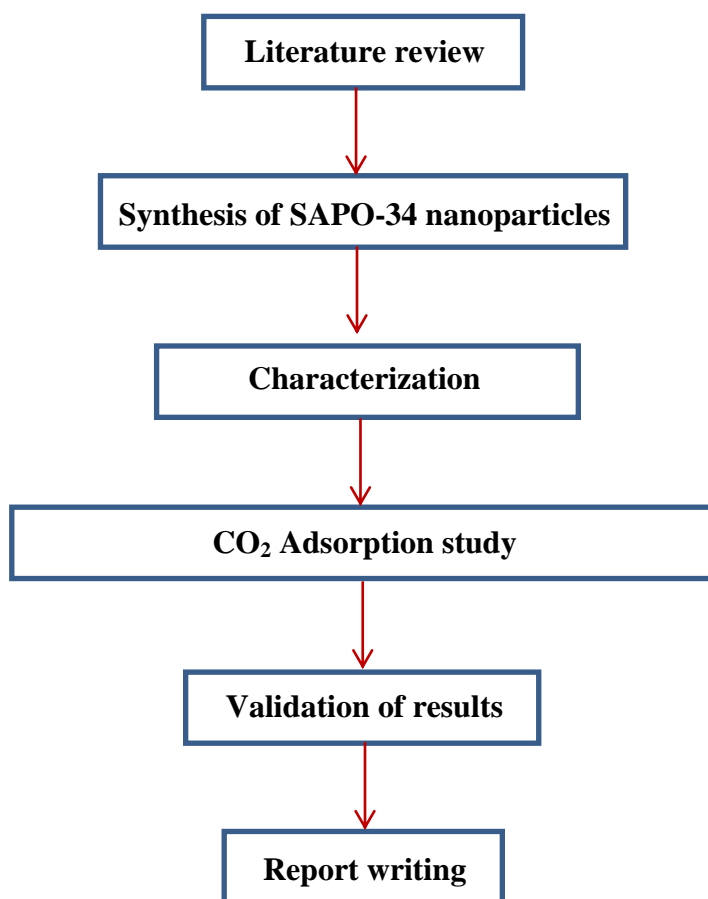 Literature review
Synthesis of SAPO-34 nanoparticles
Characterization
CO₂ Adsorption study
Validation of results
Report writing